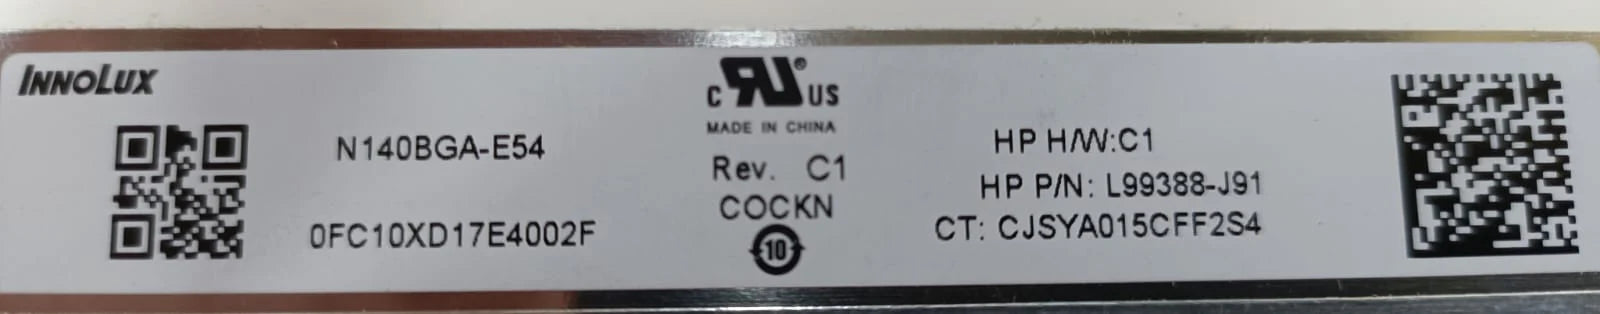 INNOLUX
N140BGA-E54
0FC10XD17E4002F
c RU® US
MADE IN CHINA
Rev. C1
COCKN
10
HP H/W:C1
HP P/N: L99388-J91
CT: CJSYA015CFF2S4